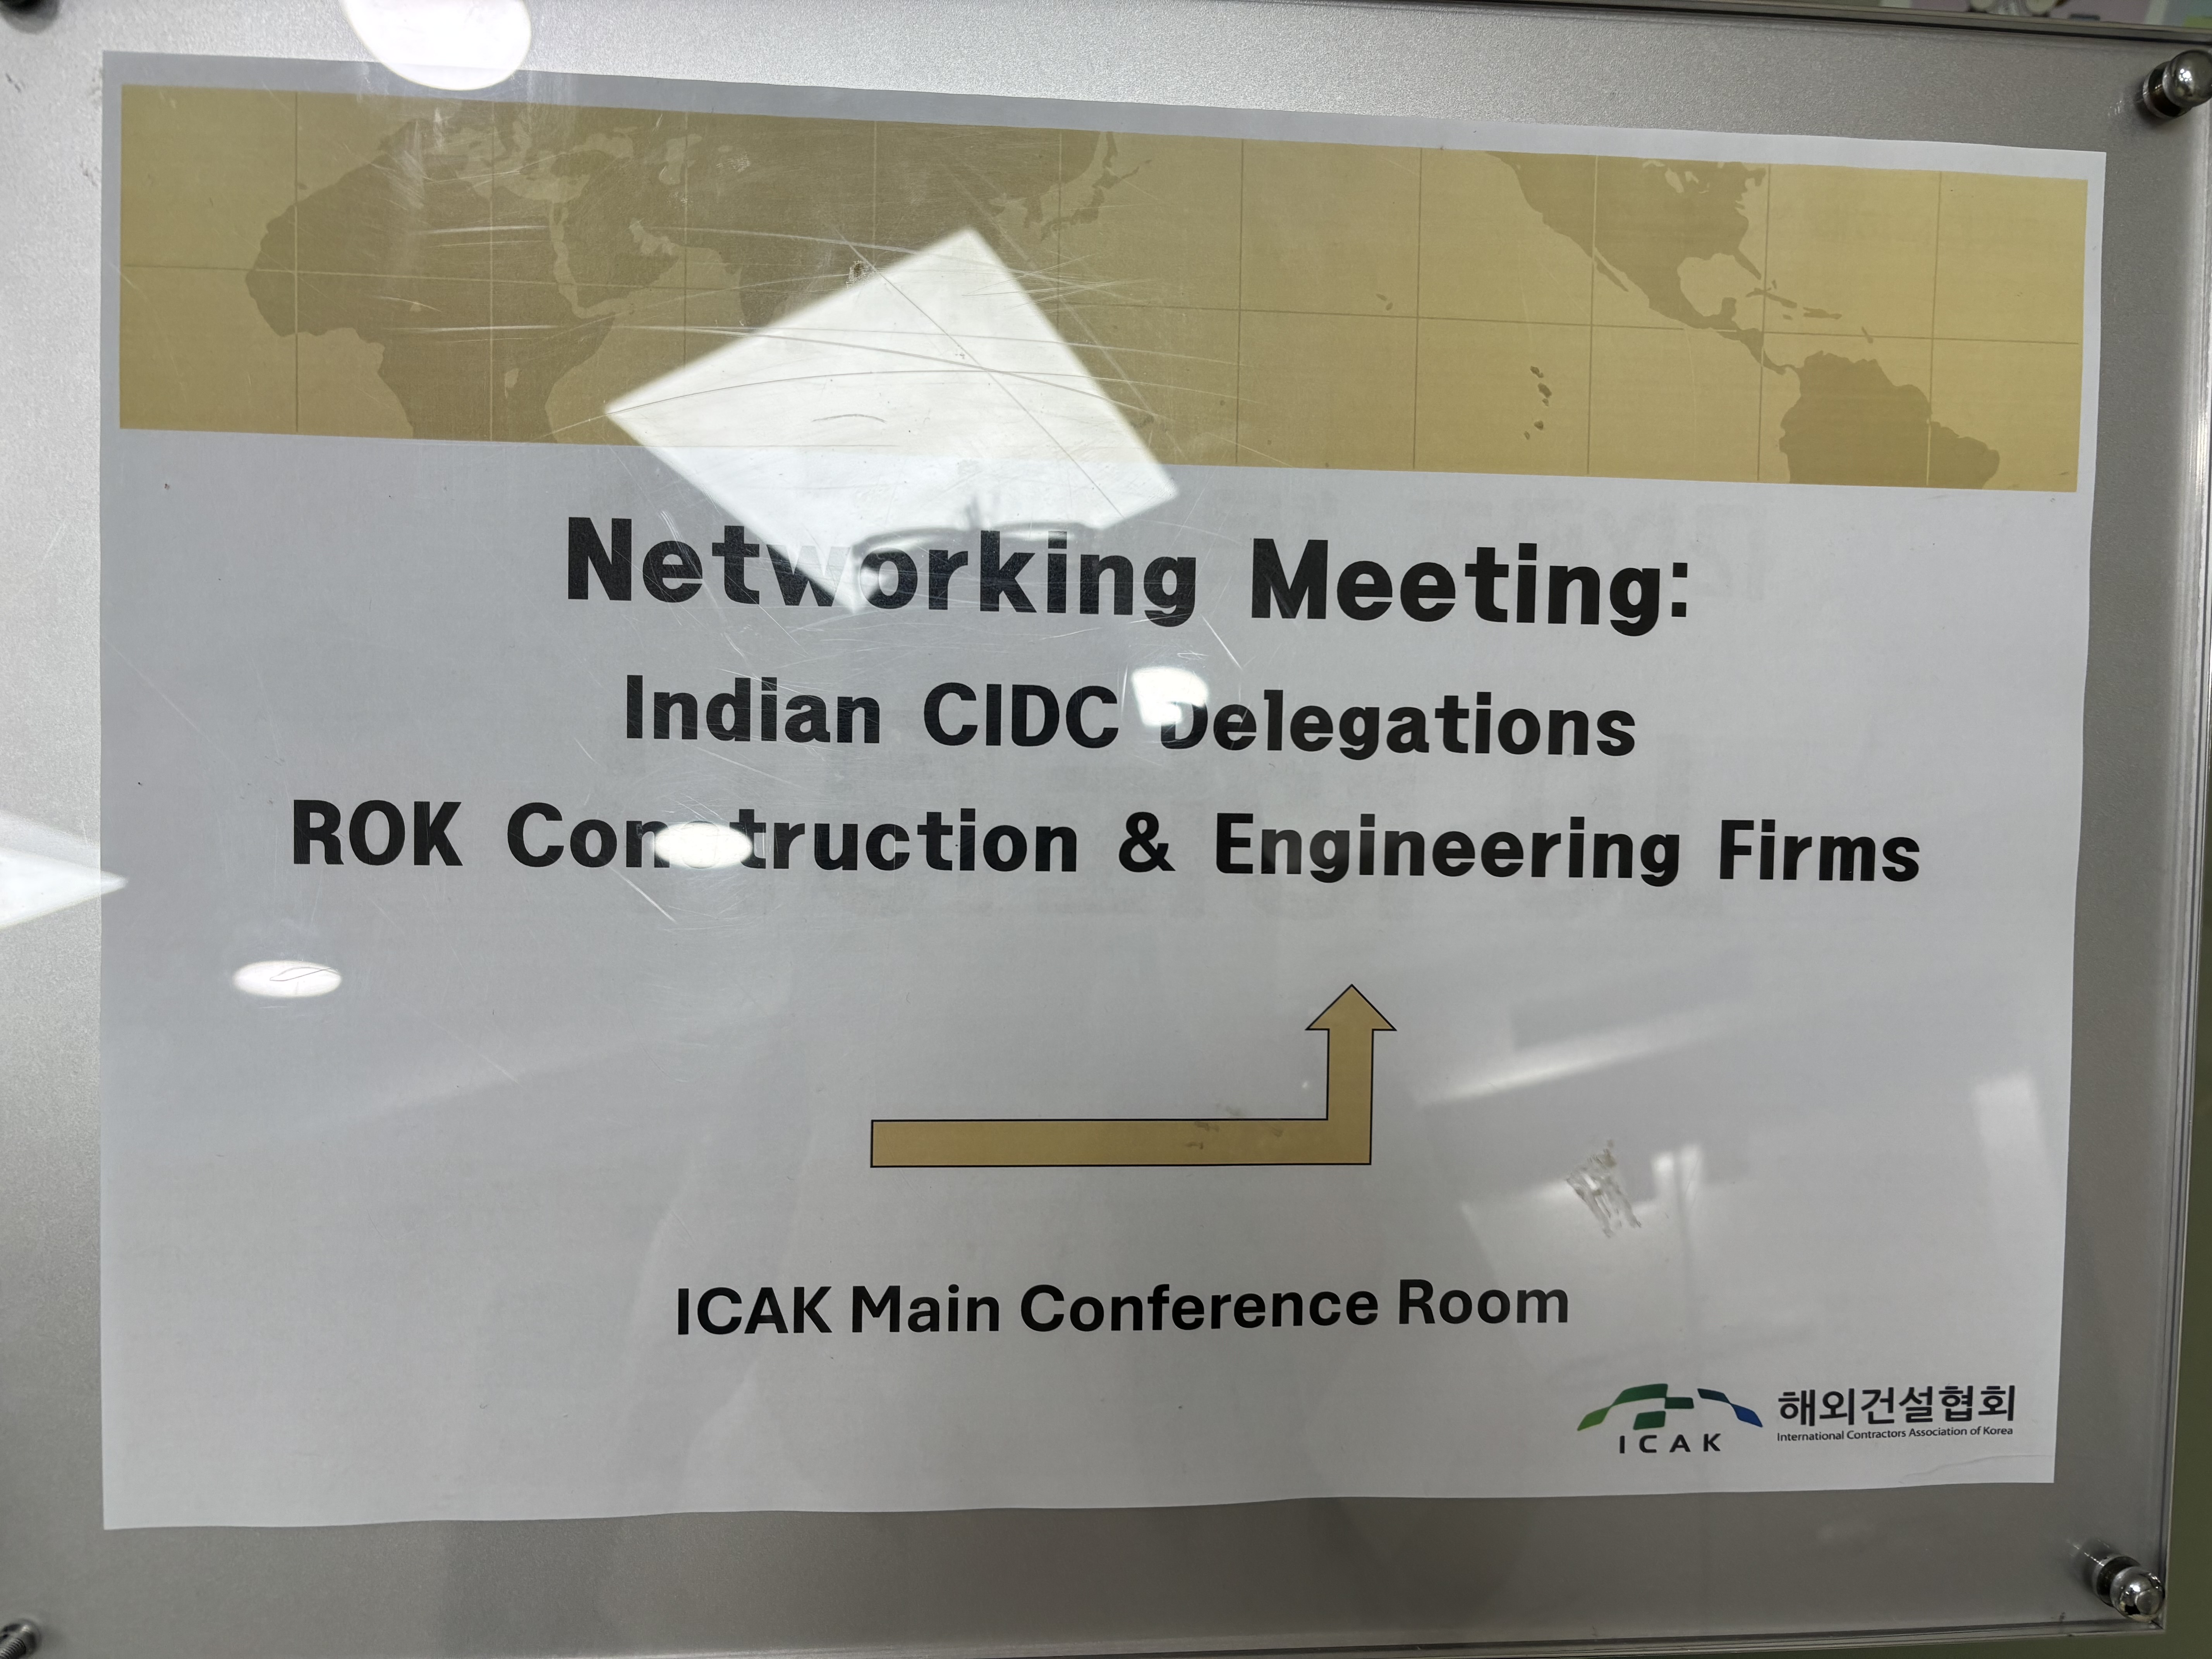 Networking Meeting:
Indian CIDC Delegations
ROK Construction & Engineering Firms
ICAK Main Conference Room
ICAK
해외건설협회
International Contractors Association of Korea